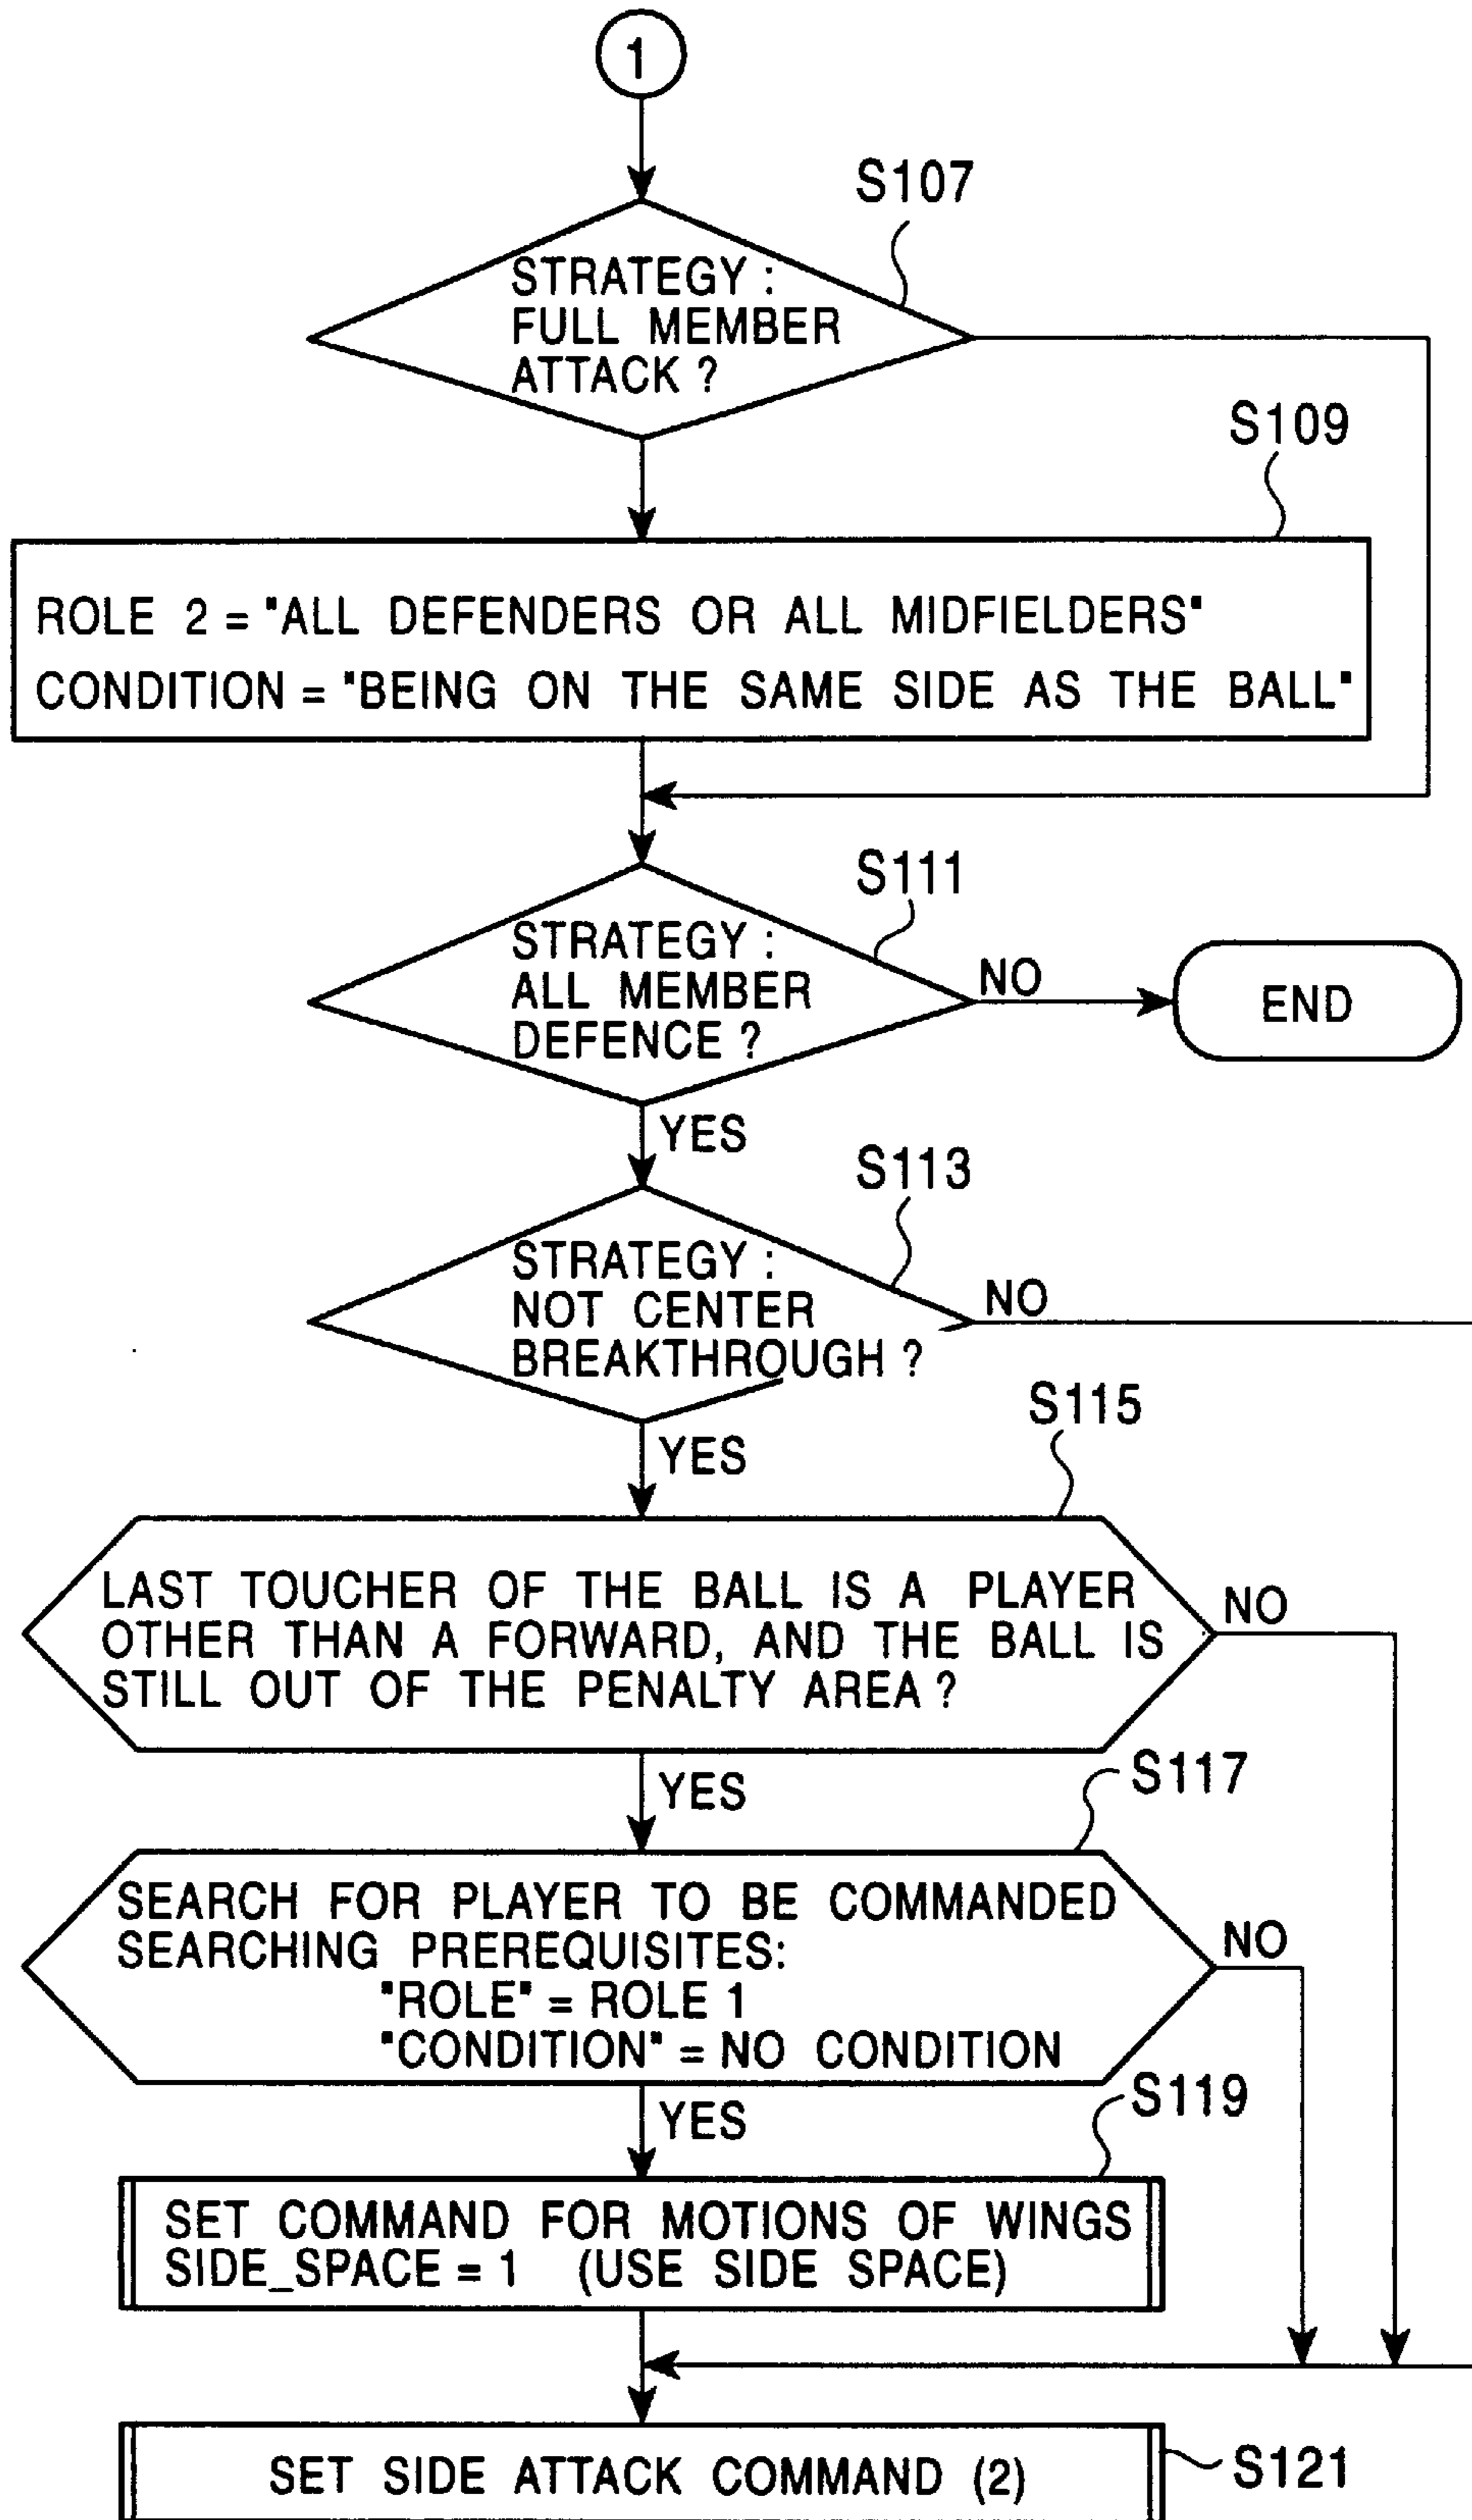 1
S107
STRATEGY :
FULL MEMBER
ATTACK ?
S109
ROLE 2 = "ALL DEFENDERS OR ALL MIDFIELDERS"
CONDITION = "BEING ON THE SAME SIDE AS THE BALL"
S111
STRATEGY :
ALL MEMBER
DEFENCE ?
NO
END
YES
S113
STRATEGY :
NOT CENTER
BREAKTHROUGH ?
NO
YES
S115
LAST TOUCHER OF THE BALL IS A PLAYER
OTHER THAN A FORWARD, AND THE BALL IS
STILL OUT OF THE PENALTY AREA ?
NO
YES
S117
SEARCH FOR PLAYER TO BE COMMANDED
SEARCHING PREREQUISITES:
"ROLE" = ROLE 1
"CONDITION" = NO CONDITION
NO
YES
S119
SET COMMAND FOR MOTIONS OF WINGS
SIDE_SPACE = 1 (USE SIDE SPACE)
SET SIDE ATTACK COMMAND (2)
S121